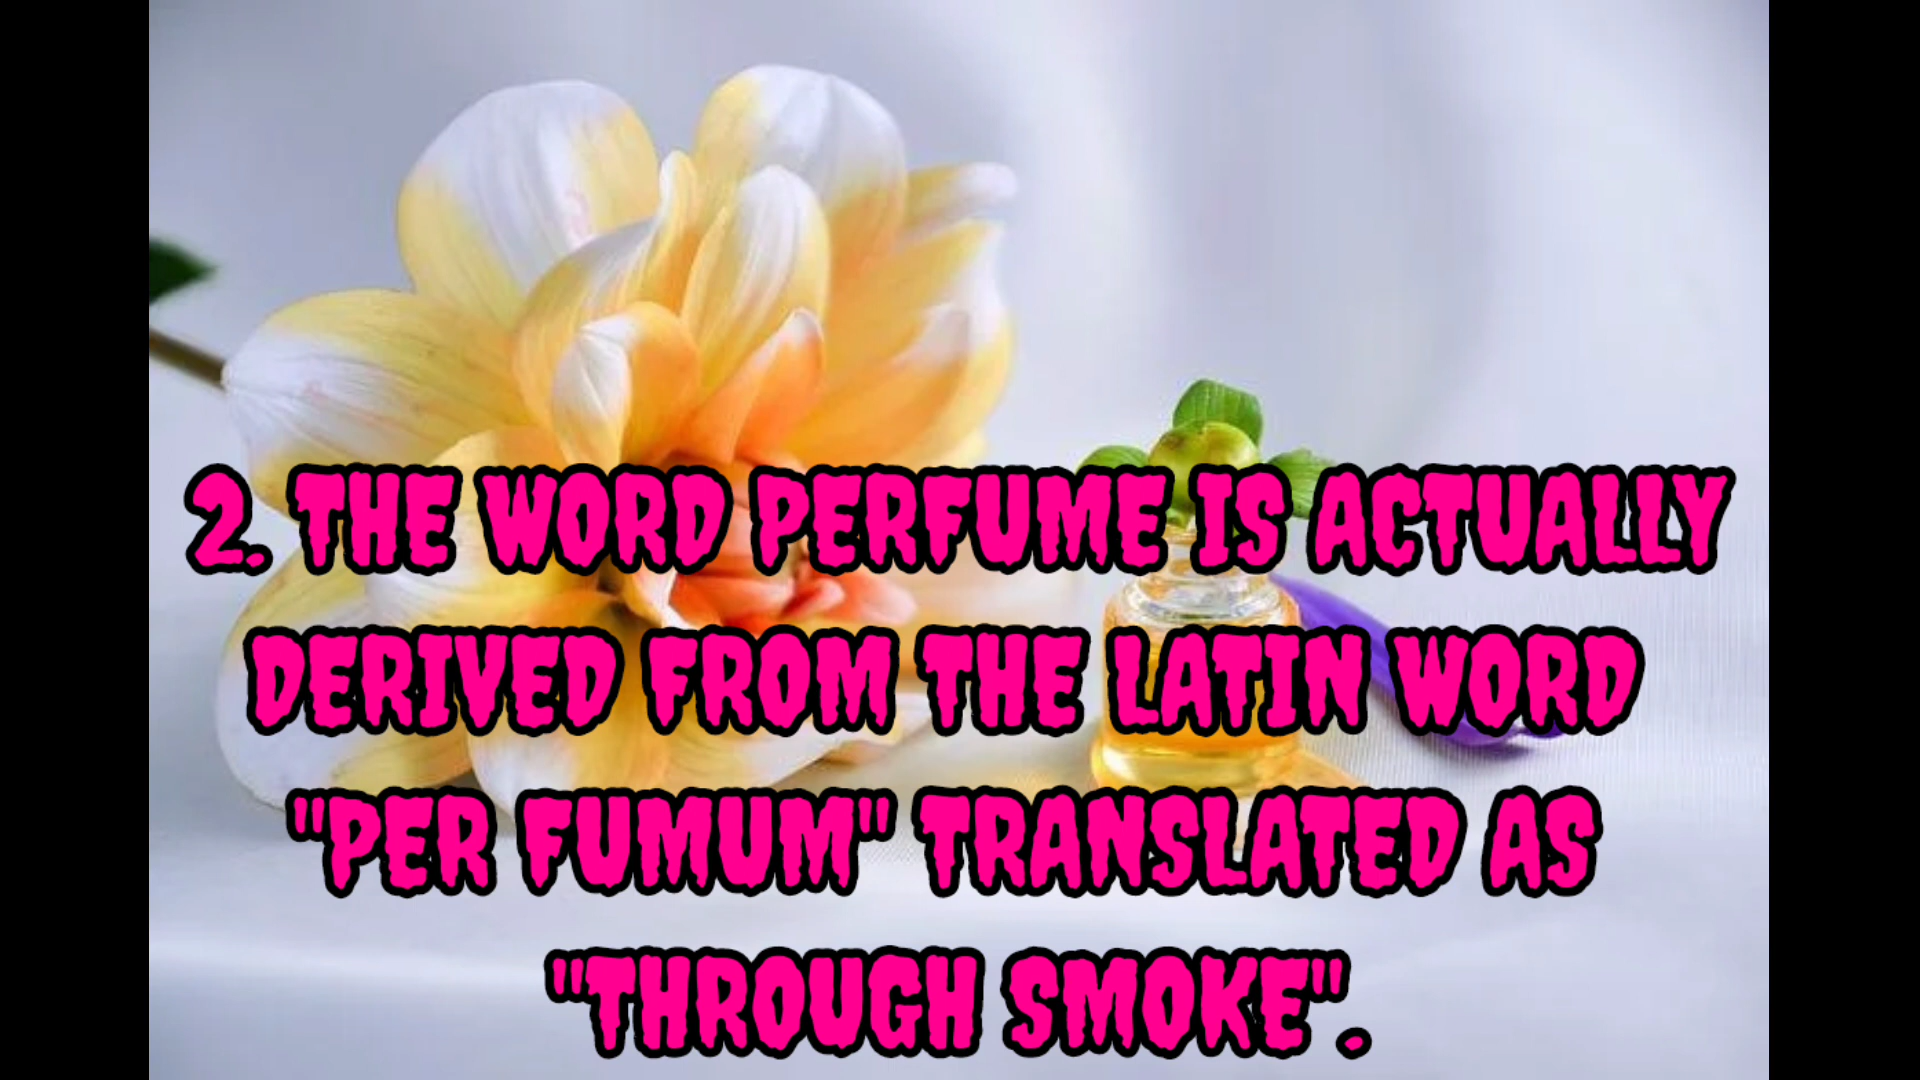 2. THE WORD PERFUME IS ACTUALLY
DERIVED FROM THE LATIN WORD
"PER FUMUM" TRANSLATED AS
"THROUGH SMOKE".